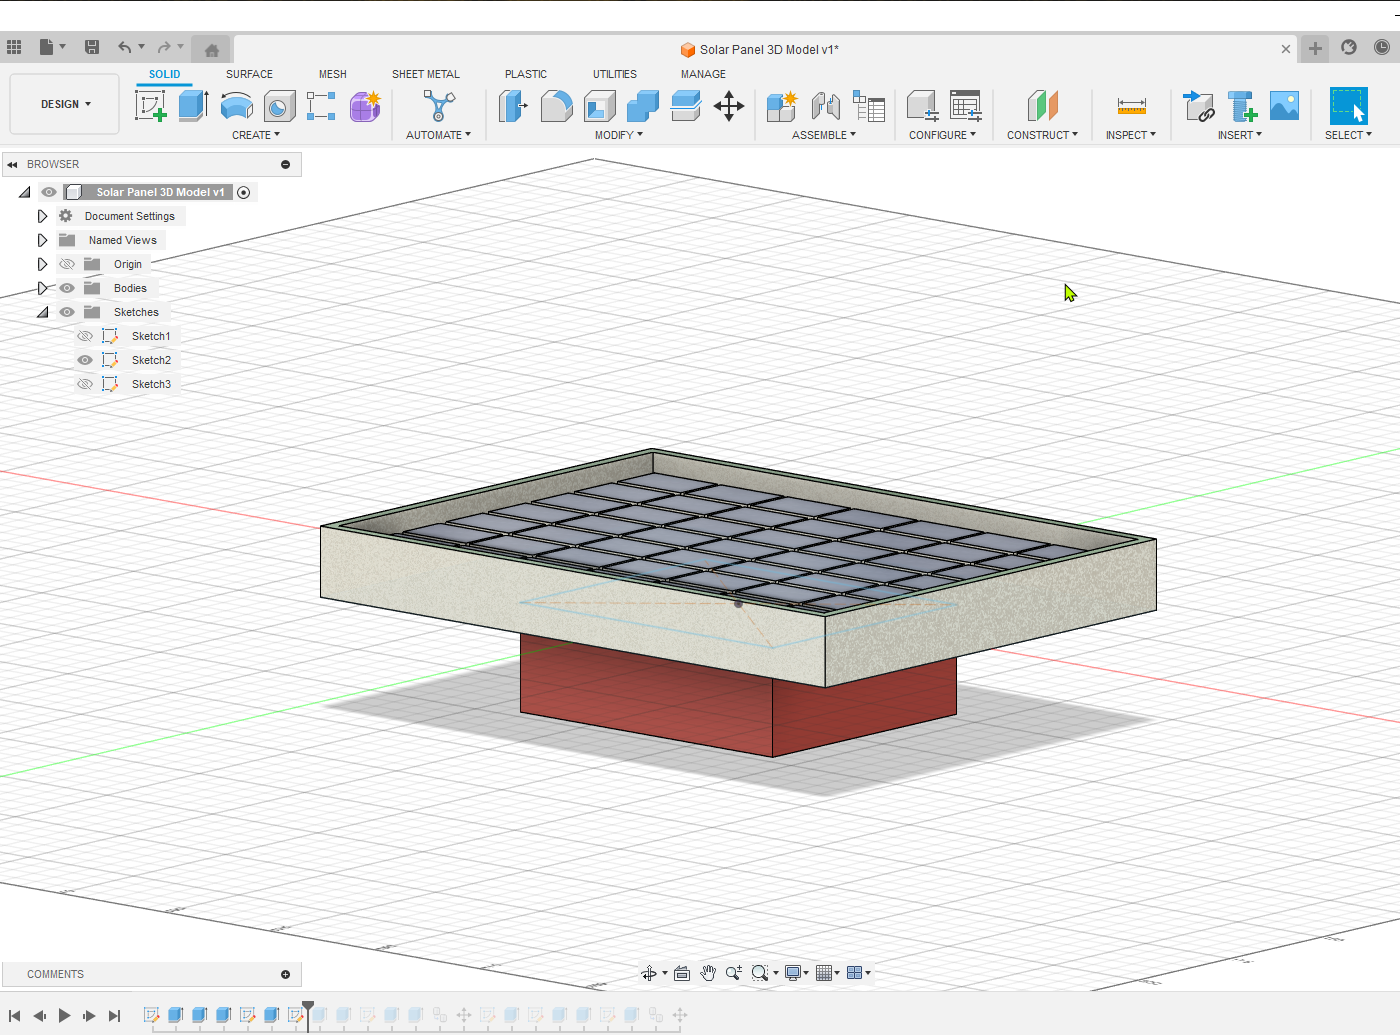 Solar Panel 3D Model v1*
SOLID SURFACE MESH SHEET METAL PLASTIC UTILITIES MANAGE
DESIGN
CREATE AUTOMATE MODIFY ASSEMBLE CONFIGURE CONSTRUCT INSPECT INSERT SELECT
BROWSER
Solar Panel 3D Model v1
Document Settings
Named Views
Origin
Bodies
Sketches
Sketch1
Sketch2
Sketch3
COMMENTS